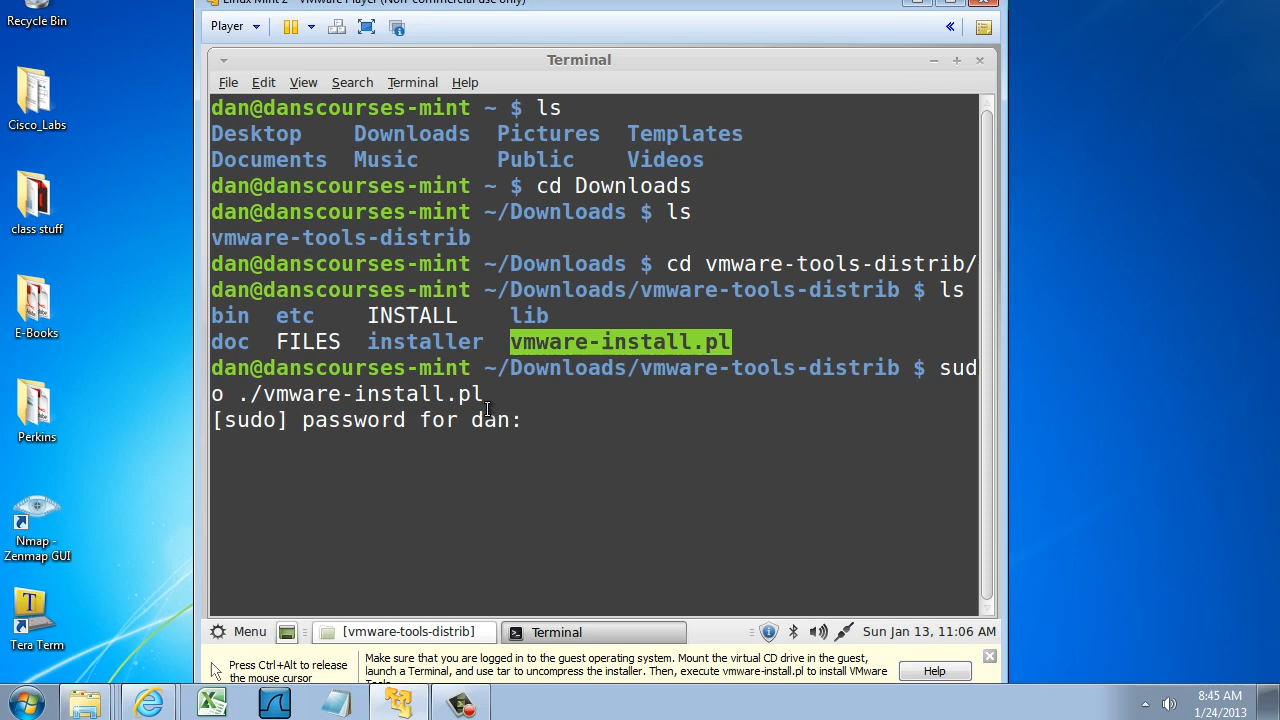 Recycle Bin
Cisco_Labs
class stuff
E-Books
Perkins
Nmap -
Zenmap GUI
Tera Term
Linux Mint 2 - VMware Player (Non-commercial use only)
Player
Terminal
File Edit View Search Terminal Help
dan@danscourses-mint ~ $ ls
Desktop Downloads Pictures Templates
Documents Music Public Videos
dan@danscourses-mint ~ $ cd Downloads
dan@danscourses-mint ~/Downloads $ ls
vmware-tools-distrib
dan@danscourses-mint ~/Downloads $ cd vmware-tools-distrib/
dan@danscourses-mint ~/Downloads/vmware-tools-distrib $ ls
bin etc INSTALL lib
doc FILES installer vmware-install.pl
dan@danscourses-mint ~/Downloads/vmware-tools-distrib $ sud
o ./vmware-install.pl
[sudo] password for dan:
Menu [vmware-tools-distrib] Terminal Sun Jan 13, 11:06 AM
Press Ctrl+Alt to release
the mouse cursor
Make sure that you are logged in to the guest operating system. Mount the virtual CD drive in the guest,
launch a Terminal, and use tar to uncompress the installer. Then, execute vmware-install.pl to install VMware
Tools.
Help
8:45 AM
1/24/2013